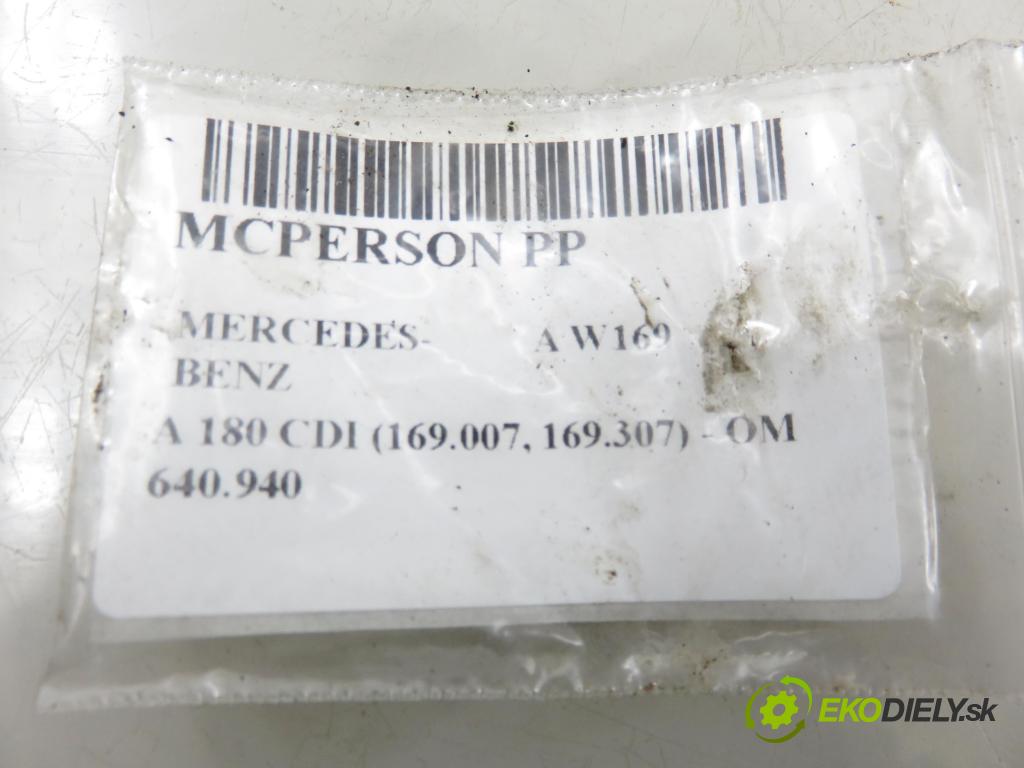 MCPERSON PP
MERCEDES- A W169
BENZ
A 180 CDI (169.007, 169.307) - OM
640.940
EKODIELY.sk